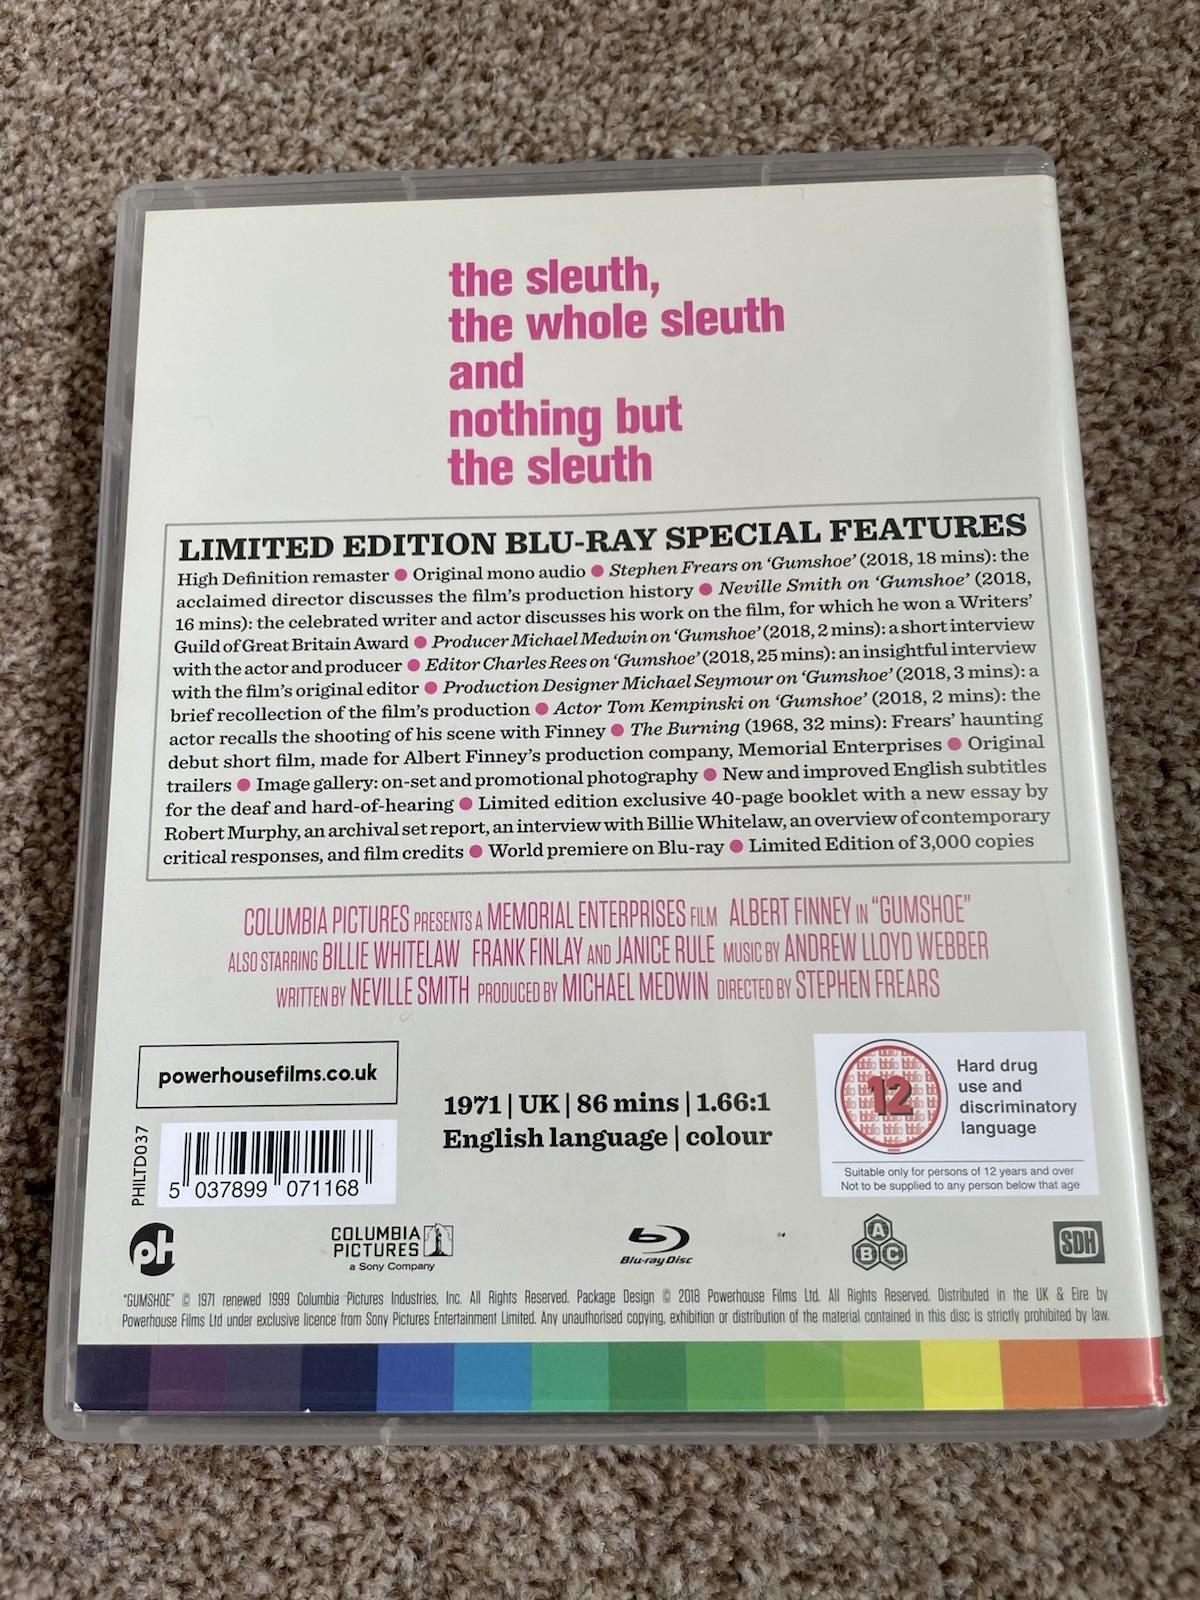 the sleuth,
the whole sleuth
and
nothing but
the sleuth
LIMITED EDITION BLU-RAY SPECIAL FEATURES
High Definition remaster ● Original mono audio ● Stephen Frears on ‘Gumshoe’ (2018, 18 mins): the
acclaimed director discusses the film’s production history ● Neville Smith on ‘Gumshoe’ (2018,
16 mins): the celebrated writer and actor discusses his work on the film, for which he won a Writers’
Guild of Great Britain Award ● Producer Michael Medwin on ‘Gumshoe’ (2018, 2 mins): a short interview
with the actor and producer ● Editor Charles Rees on ‘Gumshoe’ (2018, 25 mins): an insightful interview
with the film’s original editor ● Production Designer Michael Seymour on ‘Gumshoe’ (2018, 3 mins): a
brief recollection of the film’s production ● Actor Tom Kempinski on ‘Gumshoe’ (2018, 2 mins): the
actor recalls the shooting of his scene with Finney ● The Burning (1968, 32 mins): Frears’ haunting
debut short film, made for Albert Finney’s production company, Memorial Enterprises ● Original
trailers ● Image gallery: on-set and promotional photography ● New and improved English subtitles
for the deaf and hard-of-hearing ● Limited edition exclusive 40-page booklet with a new essay by
Robert Murphy, an archival set report, an interview with Billie Whitelaw, an overview of contemporary
critical responses, and film credits ● World premiere on Blu-ray ● Limited Edition of 3,000 copies
COLUMBIA PICTURES PRESENTS A MEMORIAL ENTERPRISES FILM ALBERT FINNEY IN “GUMSHOE”
ALSO STARRING BILLIE WHITELAW FRANK FINLAY AND JANICE RULE MUSIC BY ANDREW LLOYD WEBBER
WRITTEN BY NEVILLE SMITH PRODUCED BY MICHAEL MEDWIN DIRECTED BY STEPHEN FREARS
powerhousefilms.co.uk
PHILTD037
5 037899 071168
1971 | UK | 86 mins | 1.66:1
English language | colour
12
Hard drug
use and
discriminatory
language
Suitable only for persons of 12 years and over
Not to be supplied to any person below that age
pH
COLUMBIA
PICTURES
a Sony Company
Blu-ray Disc
A
B C
SDH
“GUMSHOE” © 1971 renewed 1999 Columbia Pictures Industries, Inc. All Rights Reserved. Package Design © 2018 Powerhouse Films Ltd. All Rights Reserved. Distributed in the UK & Eire by
Powerhouse Films Ltd under exclusive licence from Sony Pictures Entertainment Limited. Any unauthorised copying, exhibition or distribution of the material contained in this disc is strictly prohibited by law.